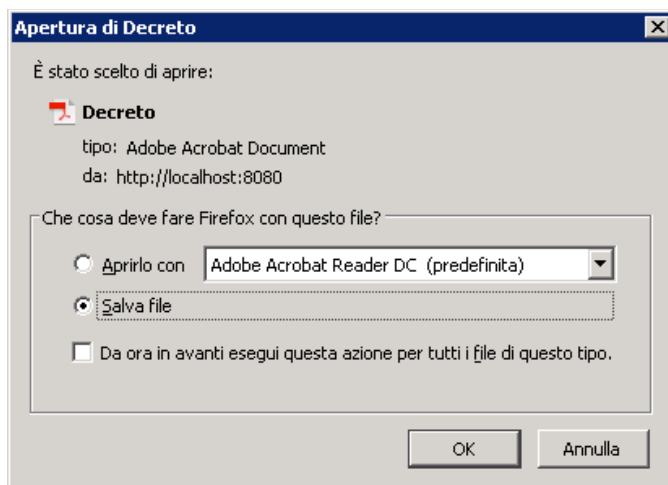 Apertura di Decreto
È stato scelto di aprire:
Decreto
tipo: Adobe Acrobat Document
da: http://localhost:8080
Che cosa deve fare Firefox con questo file?
Aprirlo con Adobe Acrobat Reader DC (predefinita)
Salva file
Da ora in avanti esegui questa azione per tutti i file di questo tipo.
OK Annulla